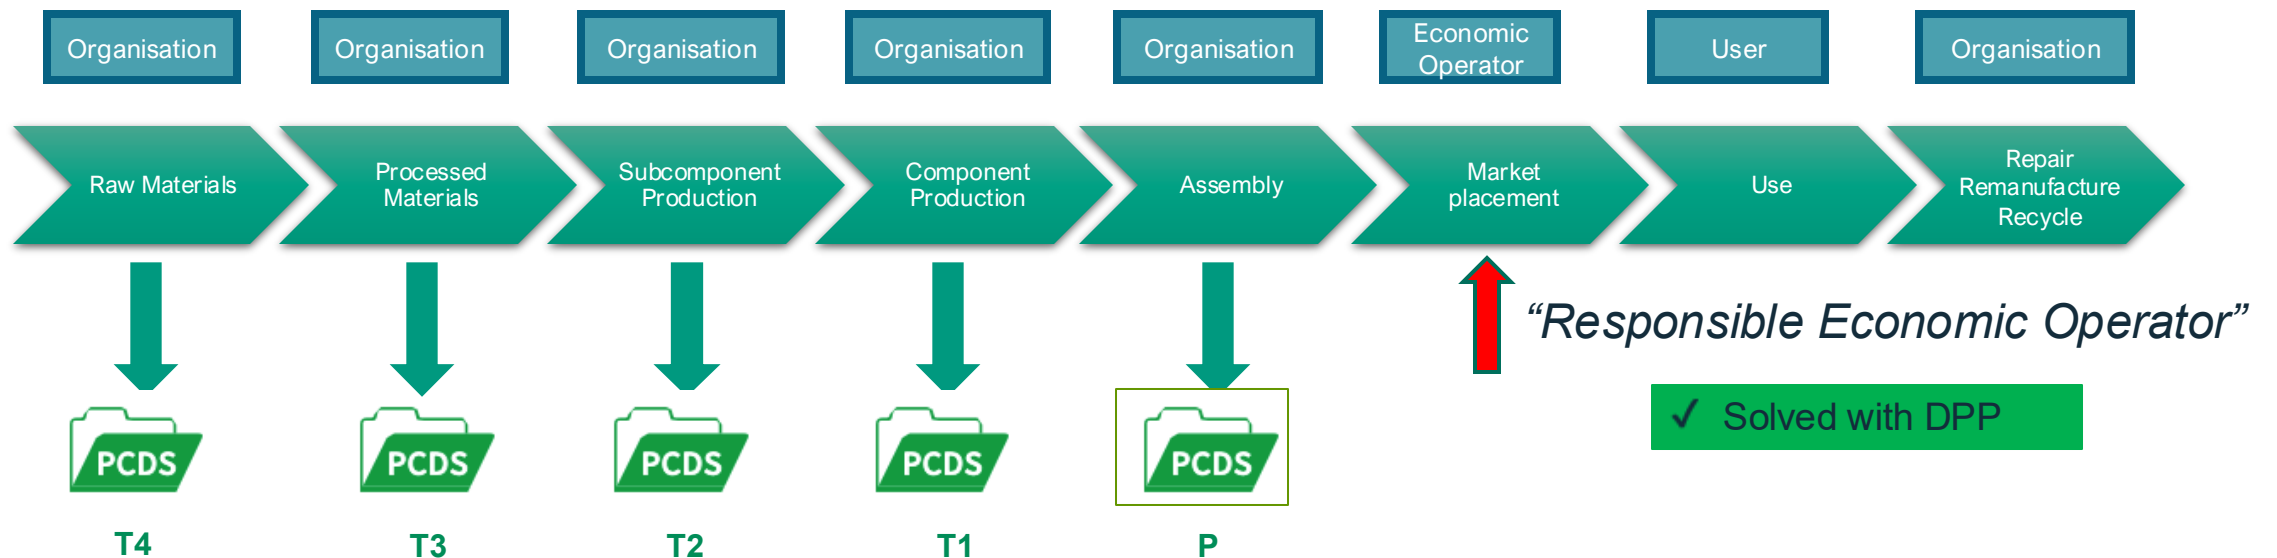 Organisation
Organisation
Organisation
Organisation
Organisation
Economic
Operator
User
Organisation
Raw Materials
Processed
Materials
Subcomponent
Production
Component
Production
Assembly
Market
placement
Use
Repair
Remanufacture
Recycle
“Responsible Economic Operator”
✓ Solved with DPP
PCDS
PCDS
PCDS
PCDS
PCDS
T4
T3
T2
T1
P